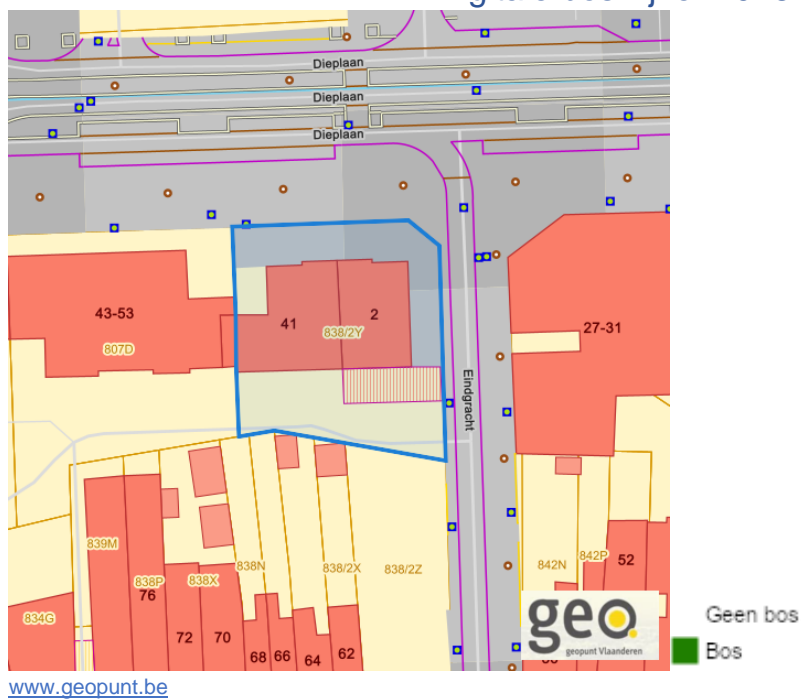 Dieplaan
Dieplaan
Dieplaan
43-53
807D
41
2
838/2Y
27-31
Eindgracht
839M
838P
76
838X
838N
838/2X
838/2Z
842N
842P
52
834G
72
70
68
66
64
62
geo.
geopunt Vlaanderen
Geen bos
Bos
www.geopunt.be